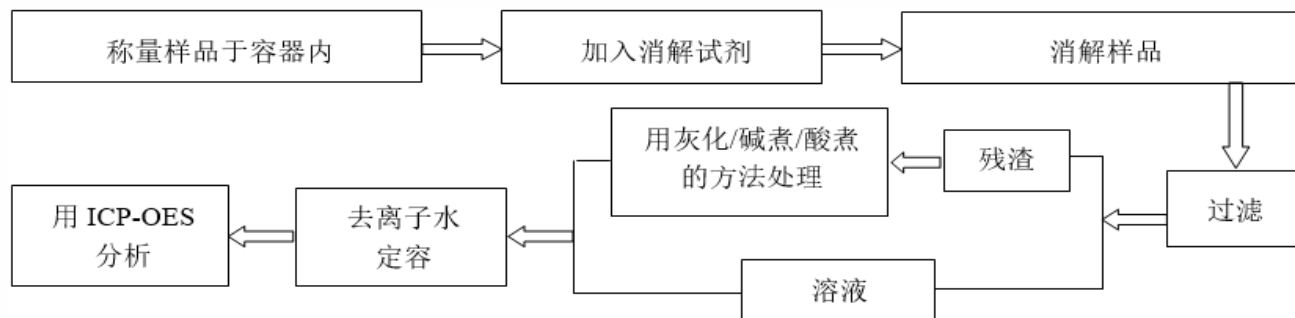 称量样品于容器内
加入消解试剂
消解样品
用灰化/碱煮/酸煮
的方法处理
残渣
过滤
用 ICP-OES
分析
去离子水
定容
溶液